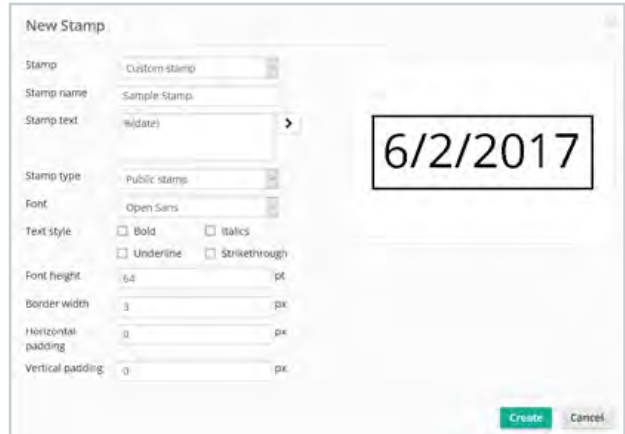 New Stamp
Stamp Custom stamp
Stamp name Sample Stamp
Stamp text %(date)
6/2/2017
Stamp type Public stamp
Font Open Sans
Text style Bold Italics
Underline Strikethrough
Font height 64 pt
Border width 3 px
Horizontal
padding 0 px
Vertical padding 0 px
Create Cancel